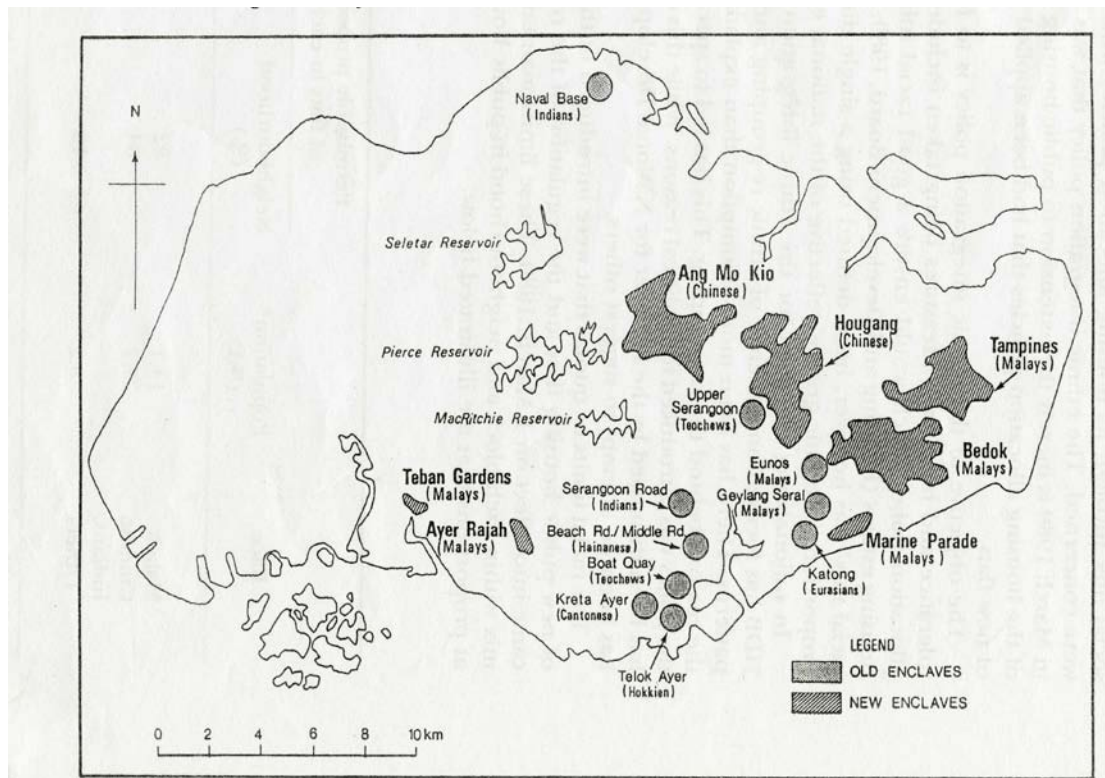 Naval Base
(Indians)
N
Seletar Reservoir
Ang Mo Kio
(Chinese)
Hougang
(Chinese)
Pierce Reservoir
Tampines
(Malays)
Upper
Serangoon
(Teochews)
MacRitchie Reservoir
Bedok
(Malays)
Eunos
(Malays)
Teban Gardens
(Malays)
Serangoon Road
(Indians)
Geylang Serai
(Malays)
Ayer Rajah
(Malays)
Beach Rd./ Middle Rd.
(Hainanese)
Marine Parade
(Malays)
Boat Quay
(Teochews)
Katong
(Eurasians)
Kreta Ayer
(Cantonese)
Telok Ayer
(Hokkien)
LEGEND
OLD ENCLAVES
NEW ENCLAVES
0 2 4 6 8 10 km